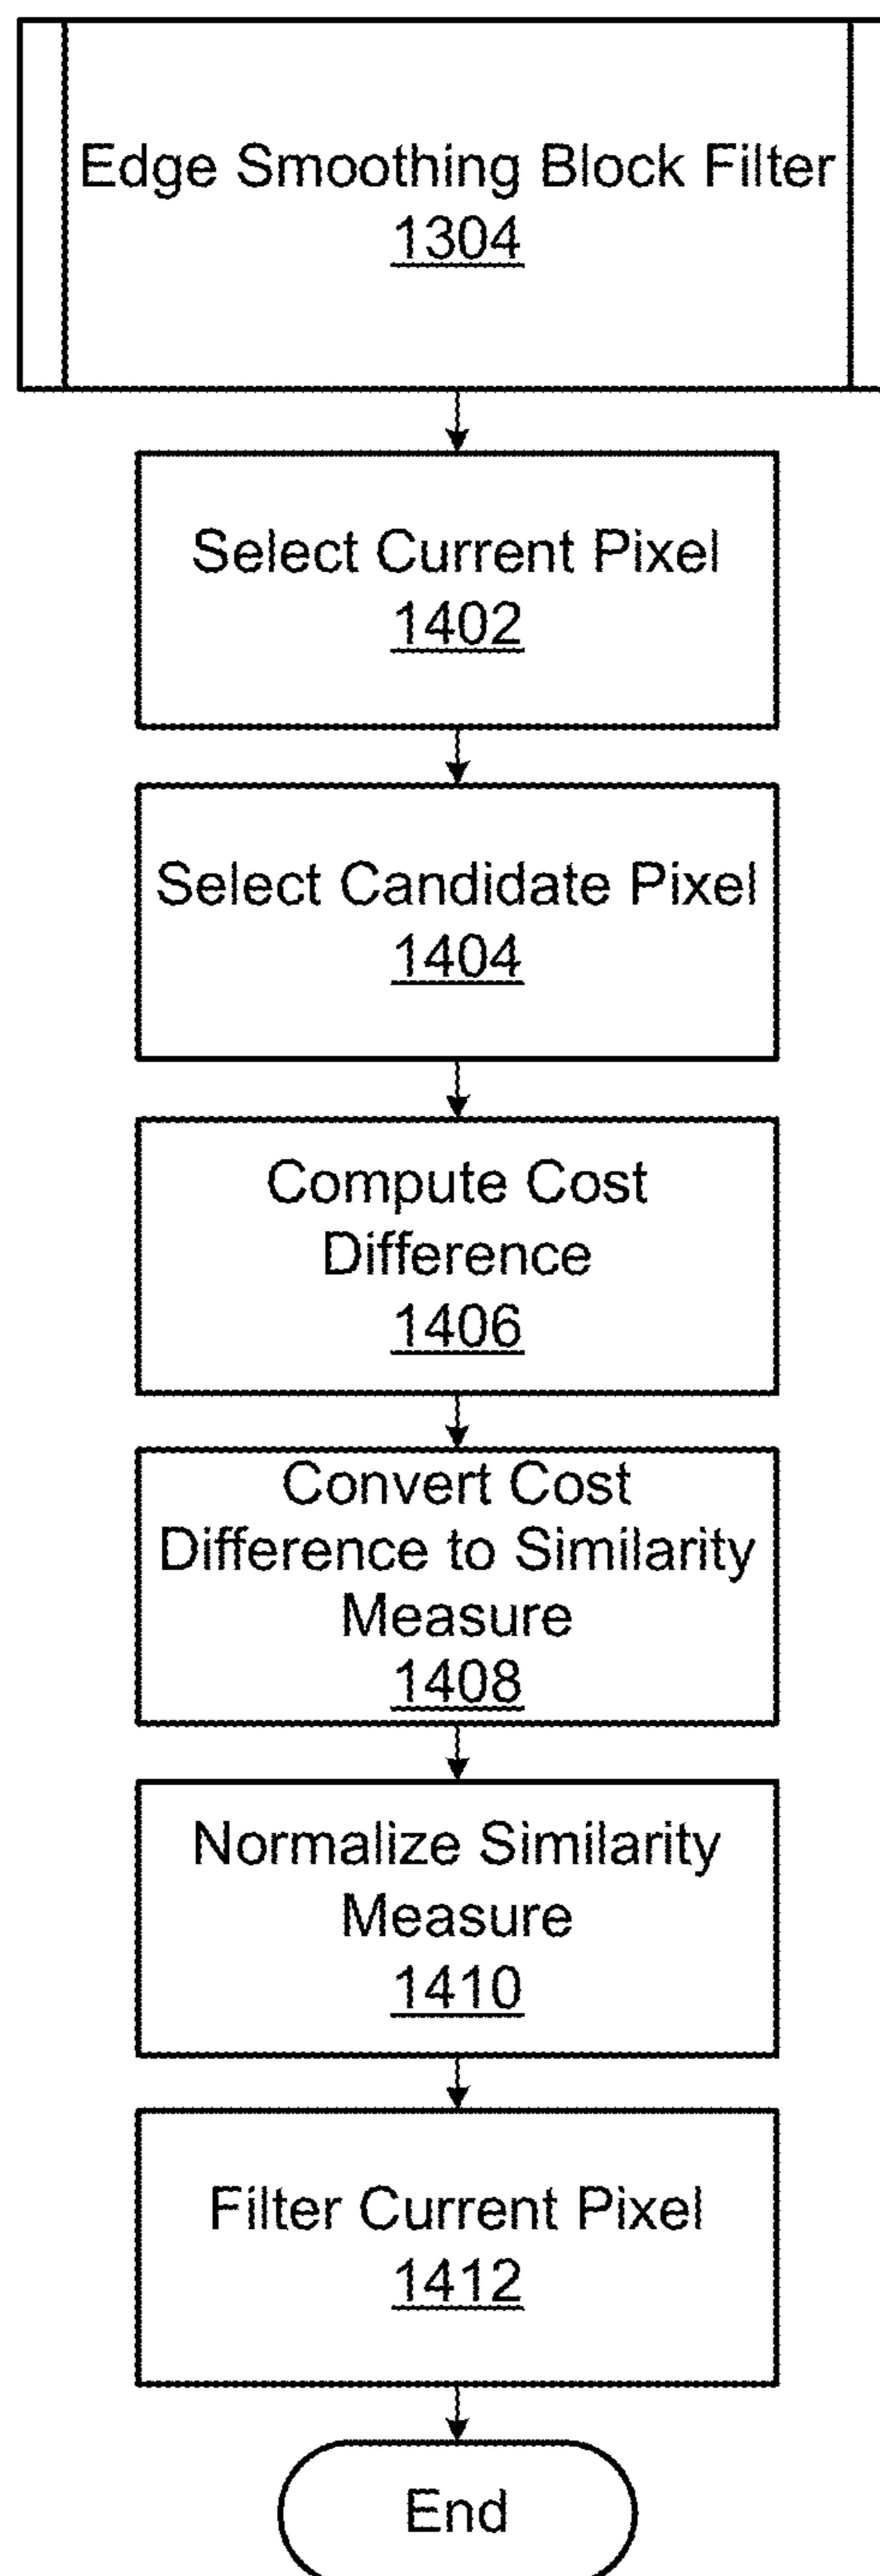 Edge Smoothing Block Filter
1304
Select Current Pixel
1402
Select Candidate Pixel
1404
Compute Cost
Difference
1406
Convert Cost
Difference to Similarity
Measure
1408
Normalize Similarity
Measure
1410
Filter Current Pixel
1412
End